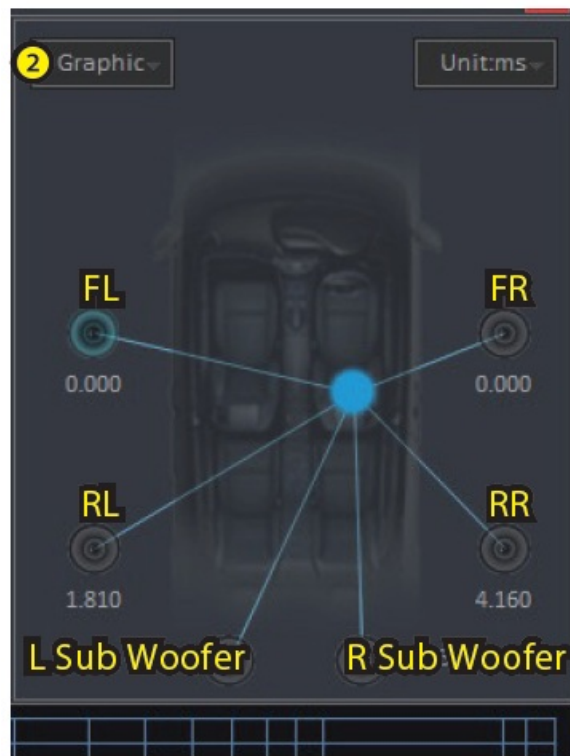 2 Graphic Unit:ms
FL FR
0.000 0.000
RL RR
1.810 4.160
L Sub Woofer R Sub Woofer